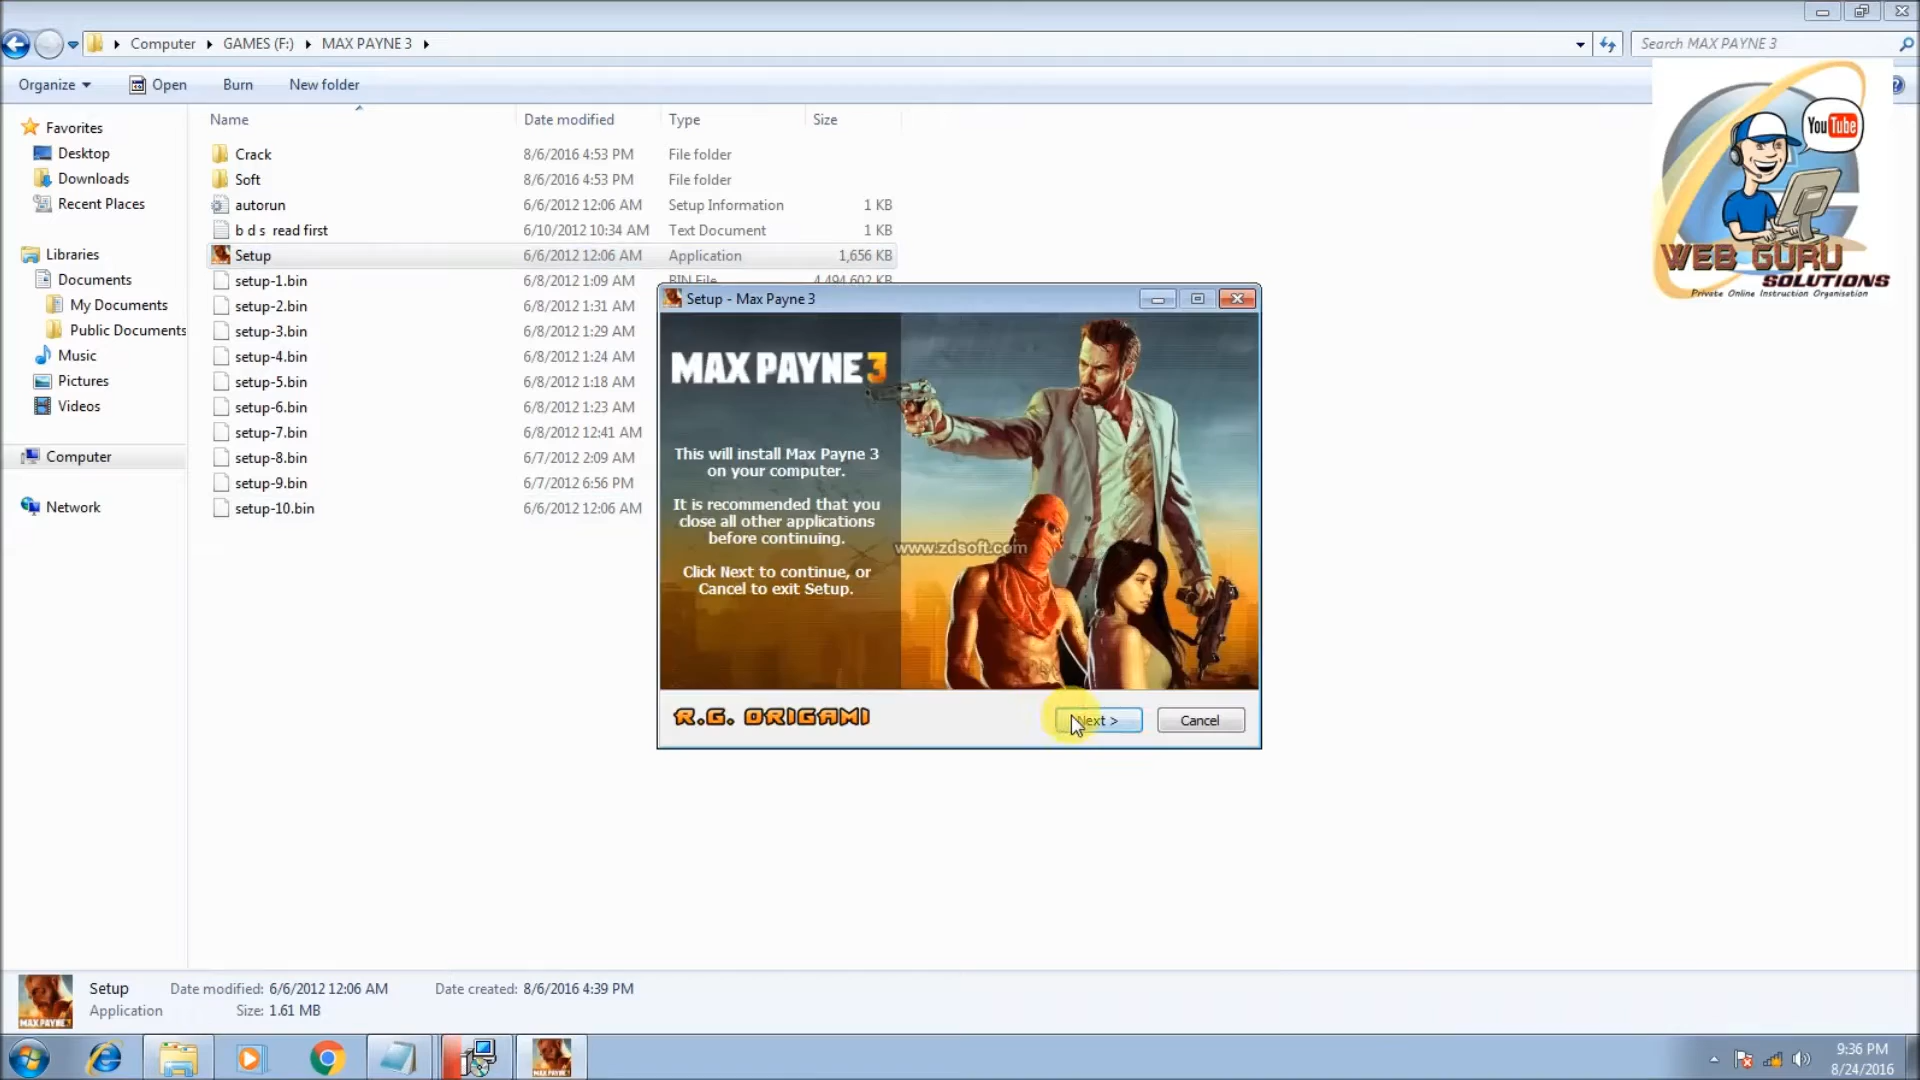 Computer
GAMES (F:)
MAX PAYNE 3
Search MAX PAYNE 3
Organize
Open
Burn
New folder
Name
Date modified
Type
Size
Favorites
Desktop
Downloads
Recent Places
Libraries
Documents
My Documents
Public Documents
Music
Pictures
Videos
Computer
Network
Crack 8/6/2016 4:53 PM File folder
Soft 8/6/2016 4:53 PM File folder
autorun 6/6/2012 12:06 AM Setup Information 1 KB
b d s read first 6/10/2012 10:34 AM Text Document 1 KB
Setup 6/6/2012 12:06 AM Application 1,656 KB
setup-1.bin 6/8/2012 1:09 AM BIN File 4,494,602 KB
setup-2.bin 6/8/2012 1:31 AM
setup-3.bin 6/8/2012 1:29 AM
setup-4.bin 6/8/2012 1:24 AM
setup-5.bin 6/8/2012 1:18 AM
setup-6.bin 6/8/2012 1:23 AM
setup-7.bin 6/8/2012 12:41 AM
setup-8.bin 6/7/2012 2:09 AM
setup-9.bin 6/7/2012 6:56 PM
setup-10.bin 6/6/2012 12:06 AM
Setup - Max Payne 3
MAX PAYNE 3
This will install Max Payne 3
on your computer.
It is recommended that you
close all other applications
before continuing.
Click Next to continue, or
Cancel to exit Setup.
www.zdsoft.com
R.G. ORIGAMI
Next >
Cancel
You Tube
WEB GURU
SOLUTIONS
Private Online Instruction Organisation
MAX PAYNE 3
Setup Date modified: 6/6/2012 12:06 AM Date created: 8/6/2016 4:39 PM
Application Size: 1.61 MB
MAX PAYNE 3
9:36 PM
8/24/2016